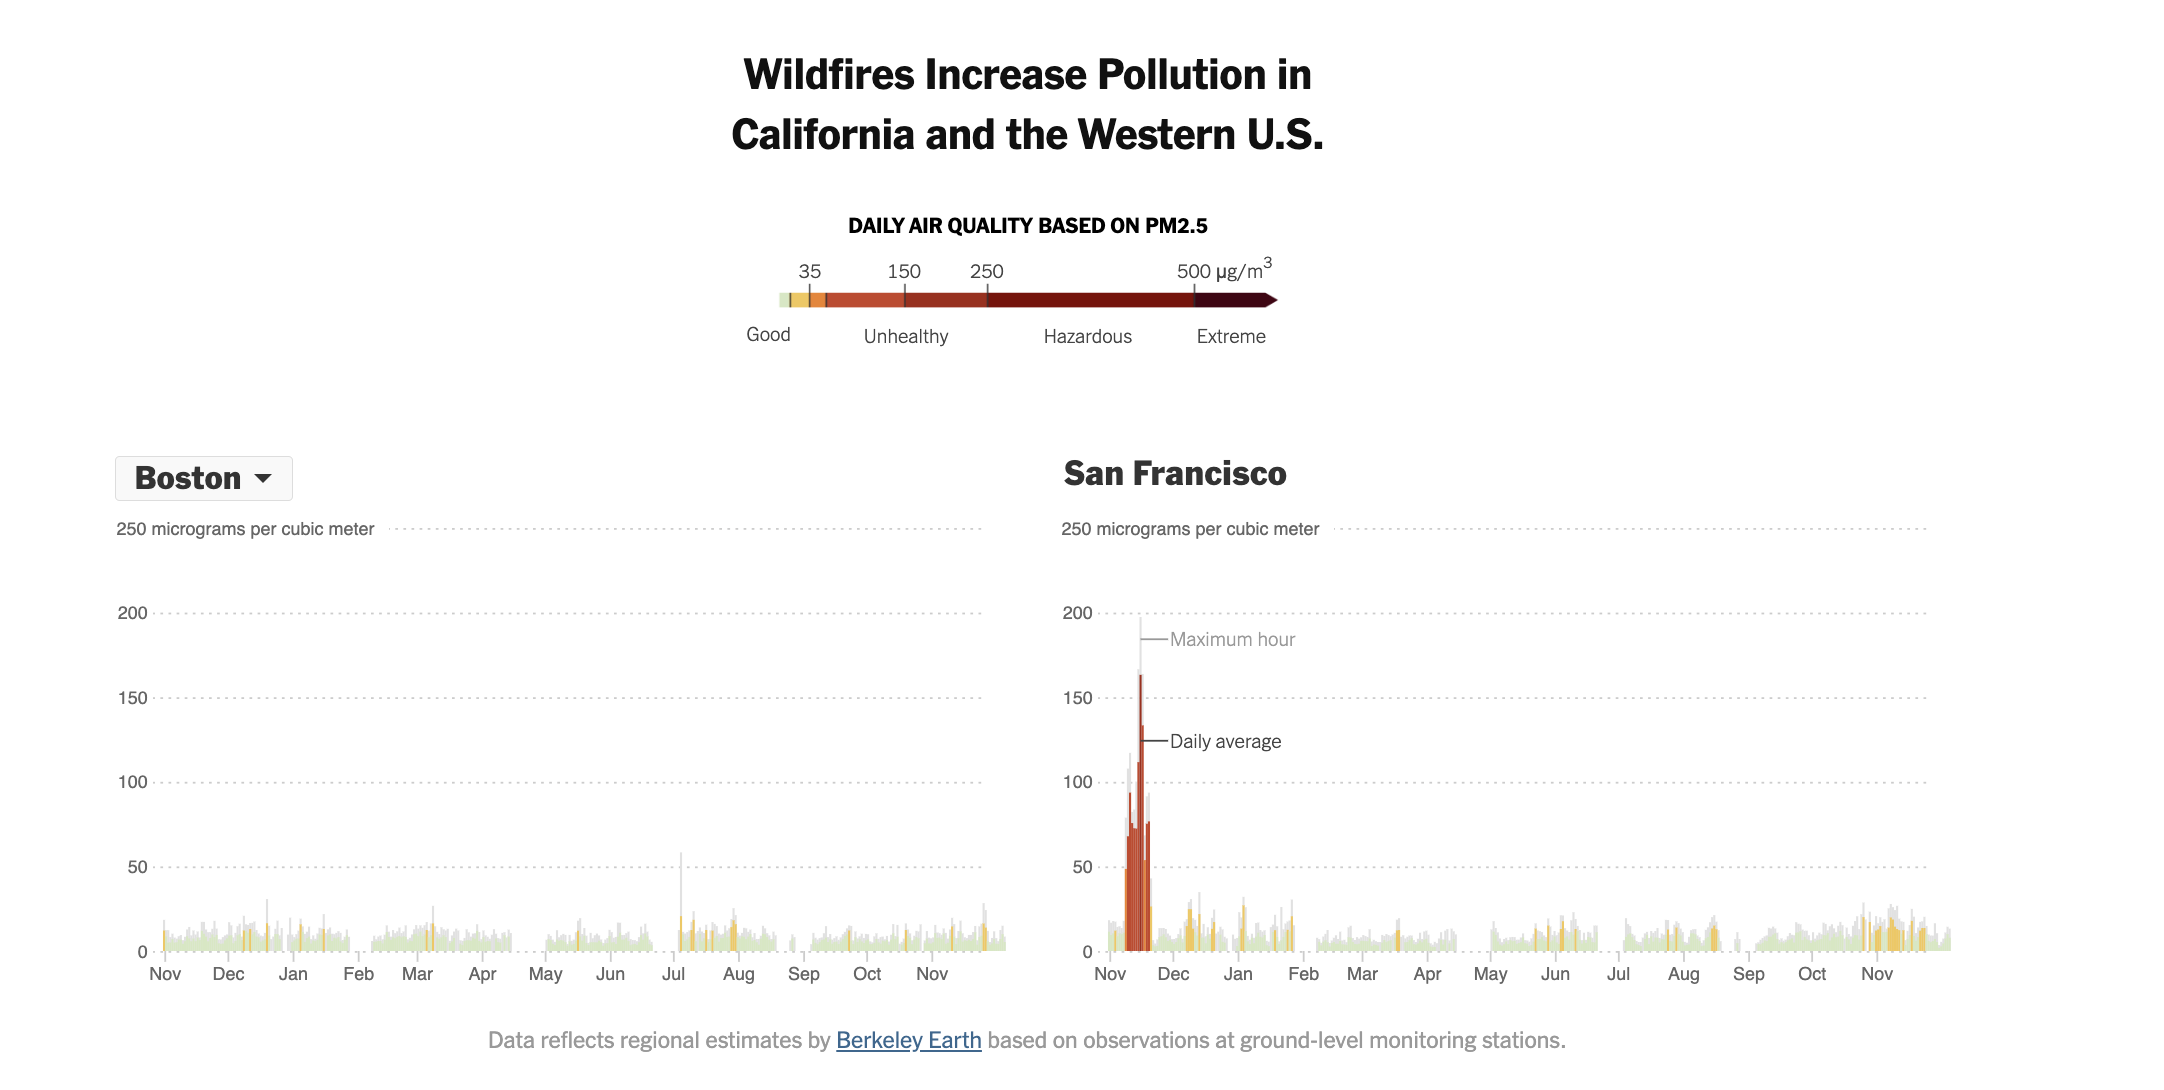 Wildfires Increase Pollution in
California and the Western U.S.
DAILY AIR QUALITY BASED ON PM2.5
35 150 250 500 µg/m³
Good Unhealthy Hazardous Extreme
Boston
250 micrograms per cubic meter
200
150
100
50
0
Nov Dec Jan Feb Mar Apr May Jun Jul Aug Sep Oct Nov
San Francisco
250 micrograms per cubic meter
200
Maximum hour
150
Daily average
100
50
0
Nov Dec Jan Feb Mar Apr May Jun Jul Aug Sep Oct Nov
Data reflects regional estimates by Berkeley Earth based on observations at ground-level monitoring stations.